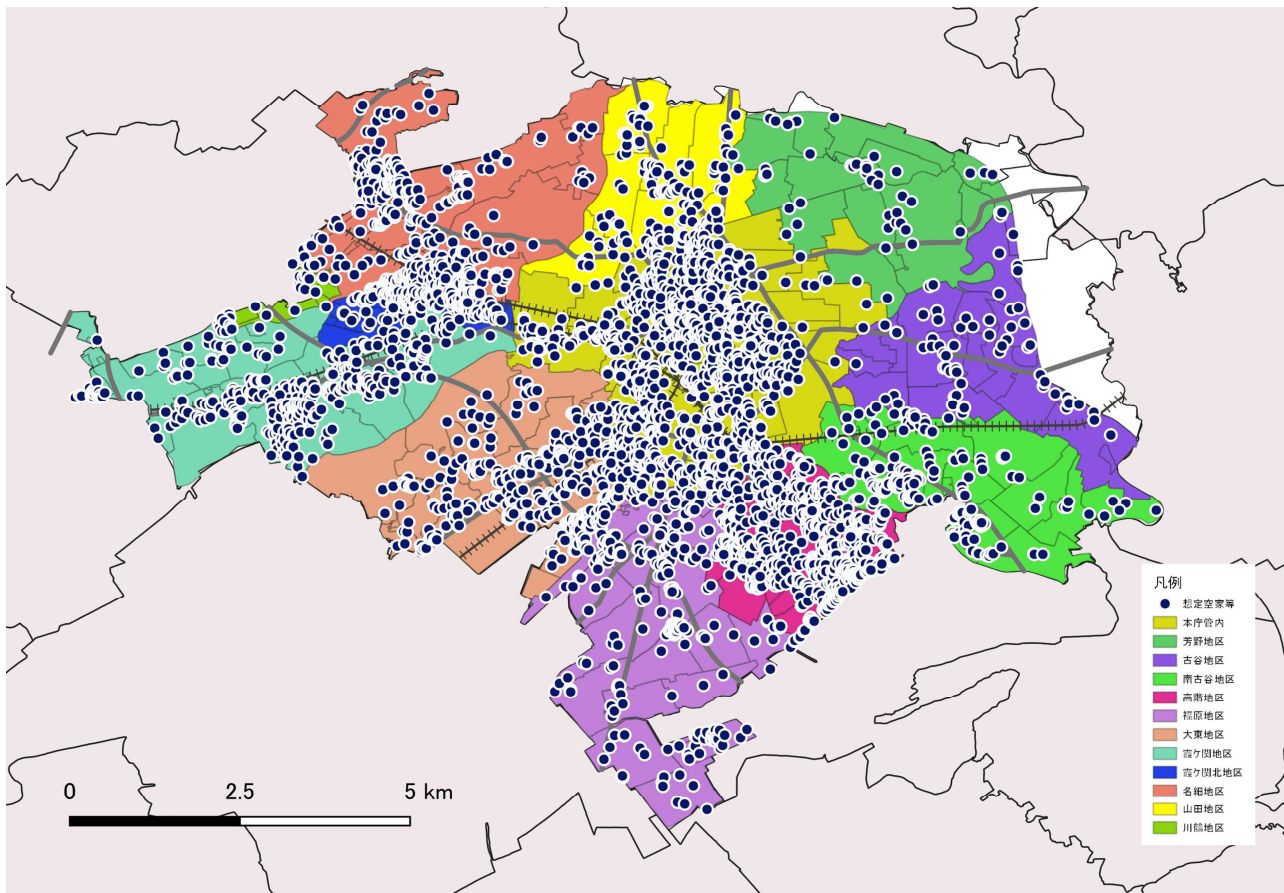 凡例
想定空家等
本庁管内
芳野地区
古谷地区
南古谷地区
高階地区
福原地区
大東地区
霞ケ関地区
霞ケ関北地区
名細地区
山田地区
川鶴地区
0 2.5 5 km